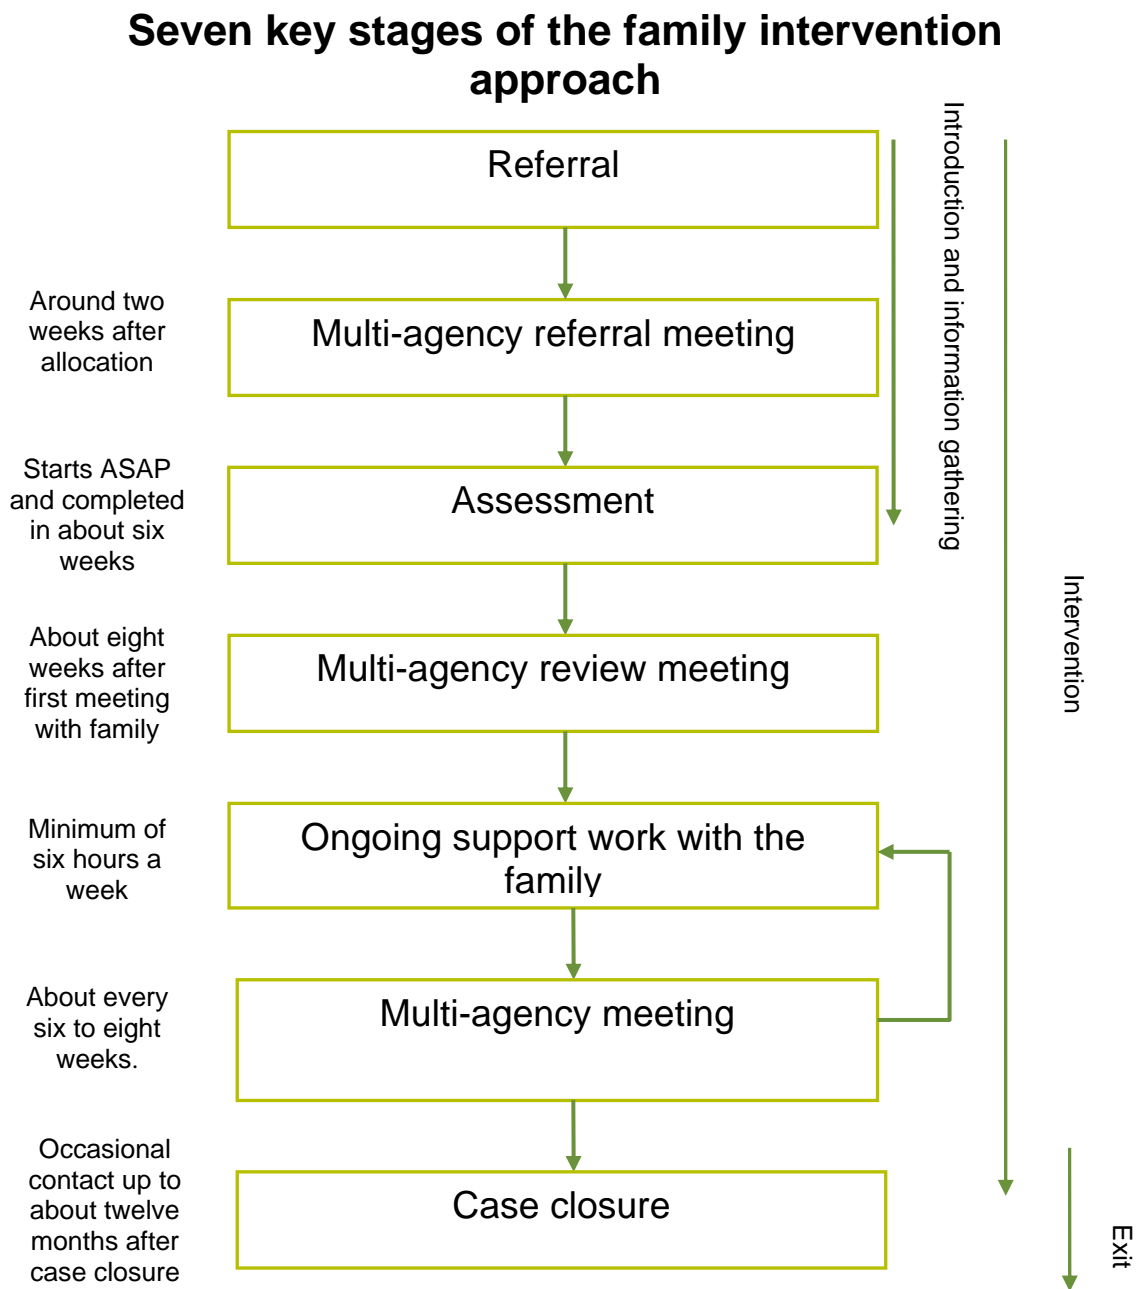 Seven key stages of the family intervention
approach
Referral
Introduction and information gathering
Around two
weeks after
allocation
Multi-agency referral meeting
Starts ASAP
and completed
in about six
weeks
Assessment
Intervention
About eight
weeks after
first meeting
with family
Multi-agency review meeting
Minimum of
six hours a
week
Ongoing support work with the
family
About every
six to eight
weeks.
Multi-agency meeting
Occasional
contact up to
about twelve
months after
case closure
Case closure
Exit